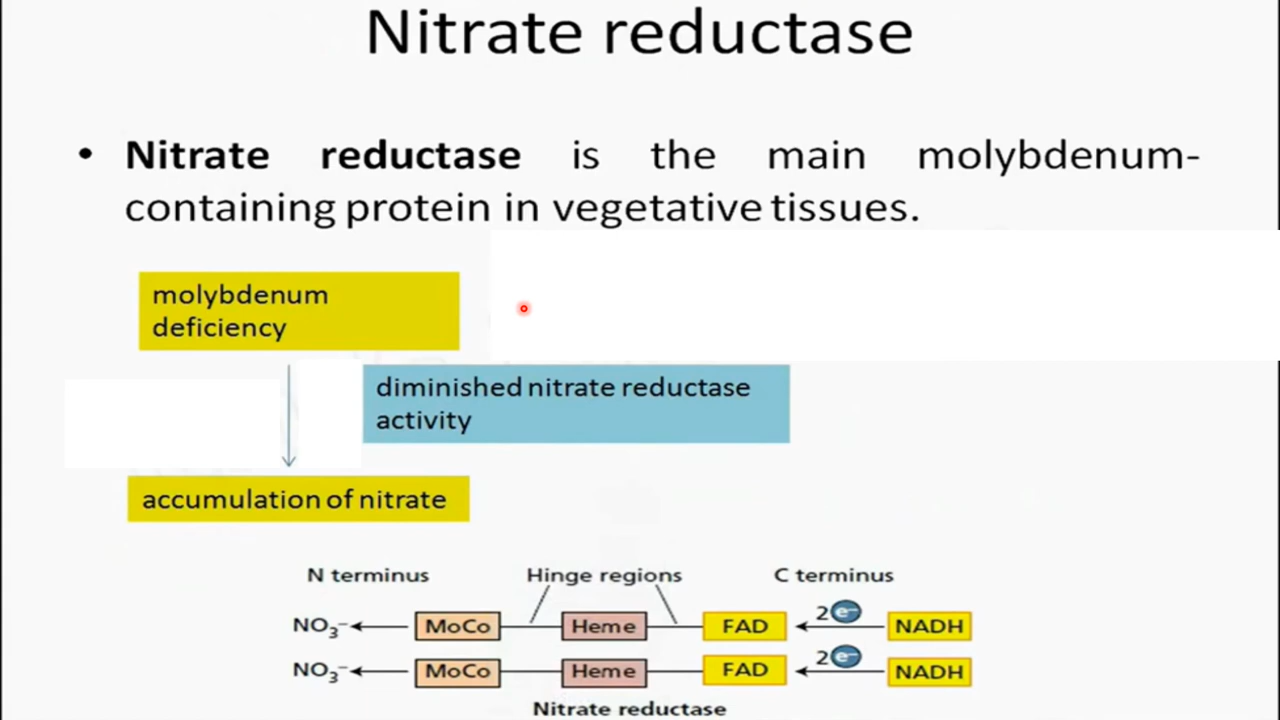 Nitrate reductase
• Nitrate reductase is the main molybdenum-
containing protein in vegetative tissues.
molybdenum
deficiency
diminished nitrate reductase
activity
accumulation of nitrate
N terminus Hinge regions C terminus
NO₃⁻ MoCo Heme FAD 2 e⁻ NADH
NO₃⁻ MoCo Heme FAD 2 e⁻ NADH
Nitrate reductase